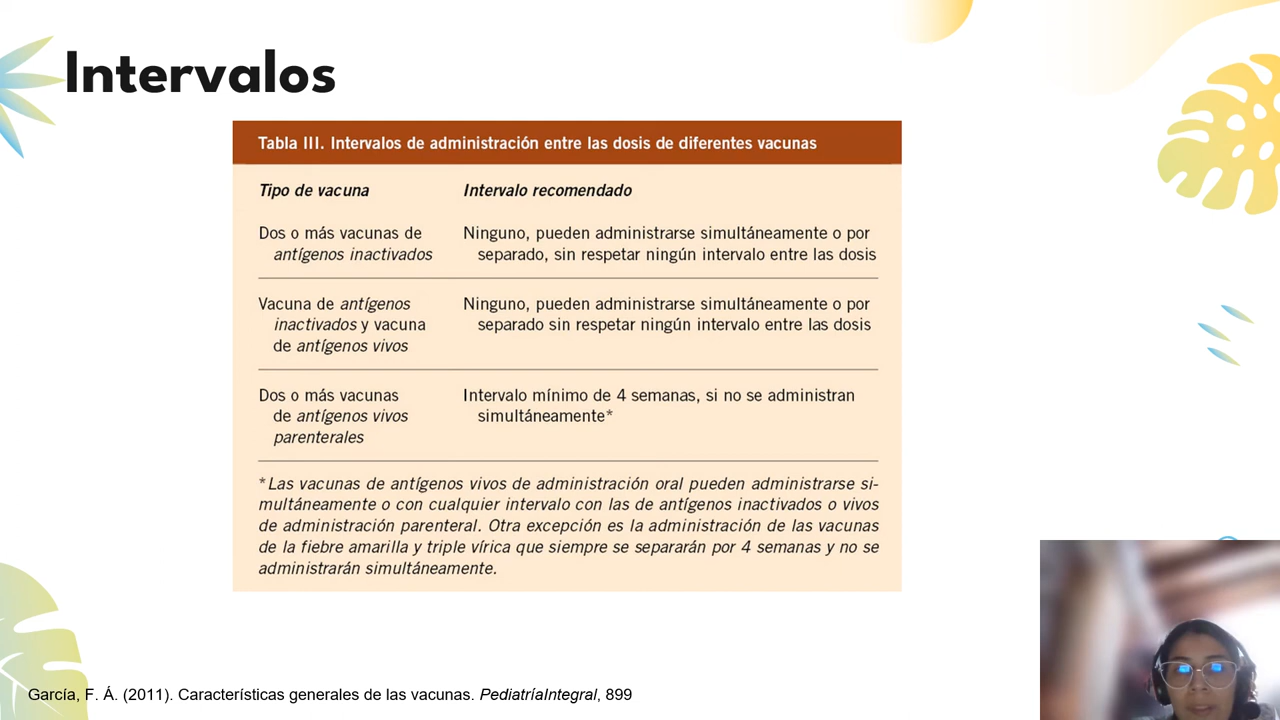 Intervalos
Tabla III. Intervalos de administración entre las dosis de diferentes vacunas
Tipo de vacuna
Intervalo recomendado
Dos o más vacunas de
antígenos inactivados
Ninguno, pueden administrarse simultáneamente o por
separado, sin respetar ningún intervalo entre las dosis
Vacuna de antígenos
inactivados y vacuna
de antígenos vivos
Ninguno, pueden administrarse simultáneamente o por
separado sin respetar ningún intervalo entre las dosis
Dos o más vacunas
de antígenos vivos
parenterales
Intervalo mínimo de 4 semanas, si no se administran
simultáneamente*
*Las vacunas de antígenos vivos de administración oral pueden administrarse si-
multáneamente o con cualquier intervalo con las de antígenos inactivados o vivos
de administración parenteral. Otra excepción es la administración de las vacunas
de la fiebre amarilla y triple vírica que siempre se separarán por 4 semanas y no se
administrarán simultáneamente.
García, F. Á. (2011). Características generales de las vacunas. PediatríaIntegral, 899